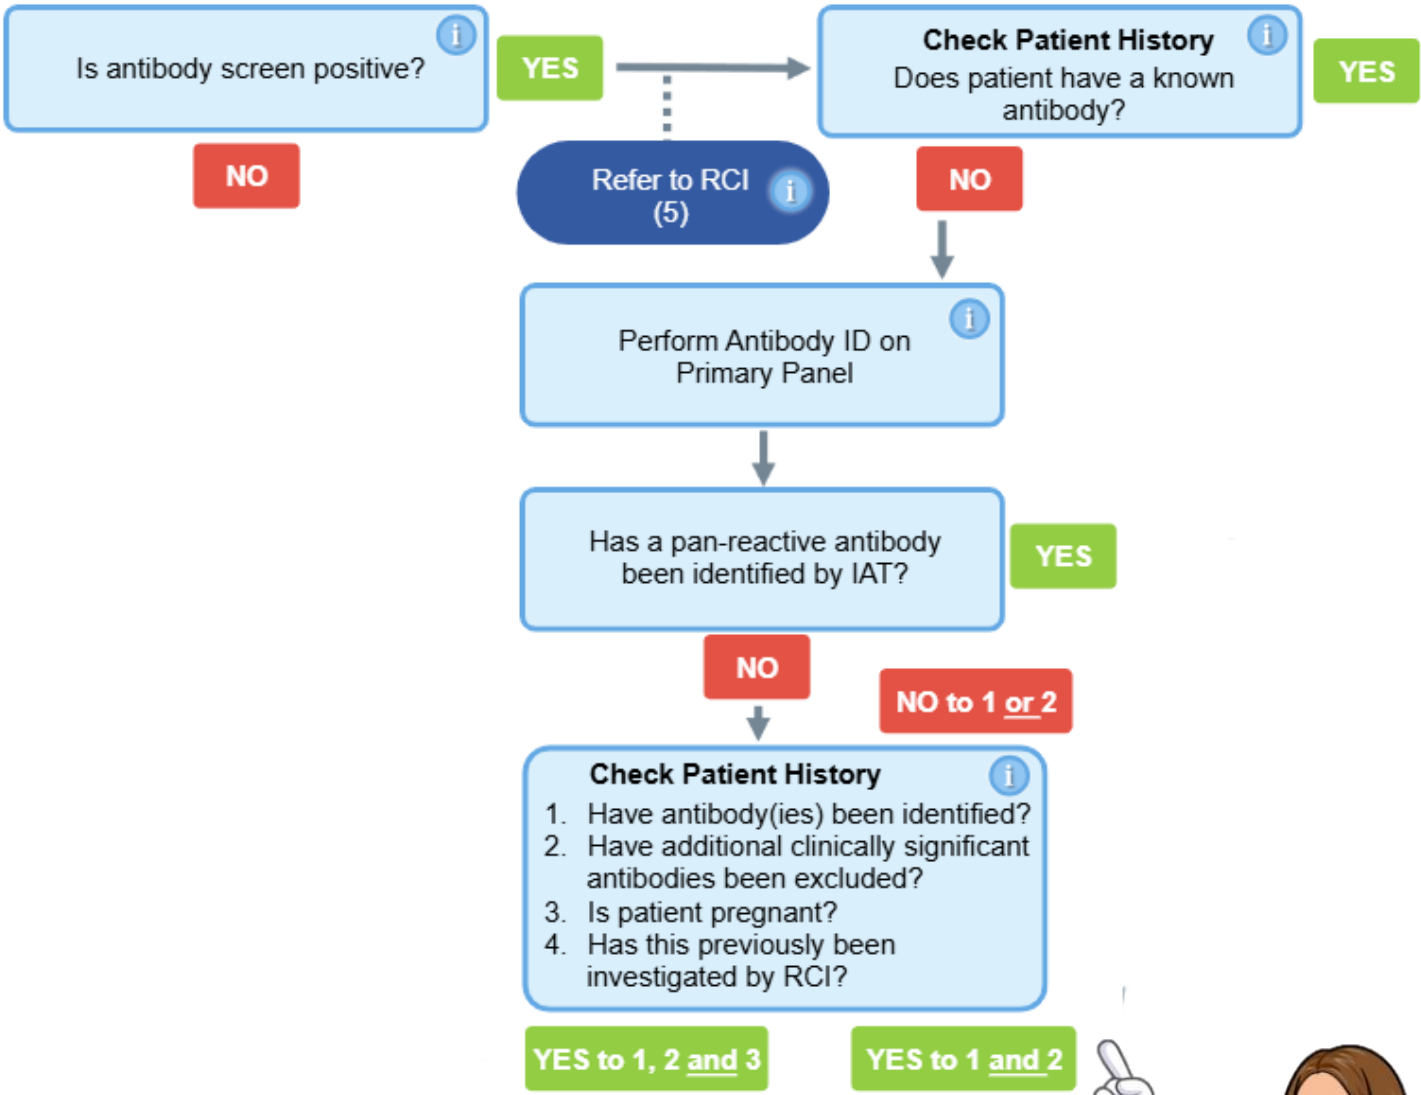 Is antibody screen positive?
YES
NO
Refer to RCI
(5)
Check Patient History
Does patient have a known
antibody?
YES
NO
Perform Antibody ID on
Primary Panel
Has a pan-reactive antibody
been identified by IAT?
YES
NO
NO to 1 or 2
Check Patient History
1. Have antibody(ies) been identified?
2. Have additional clinically significant
antibodies been excluded?
3. Is patient pregnant?
4. Has this previously been
investigated by RCI?
YES to 1, 2 and 3
YES to 1 and 2